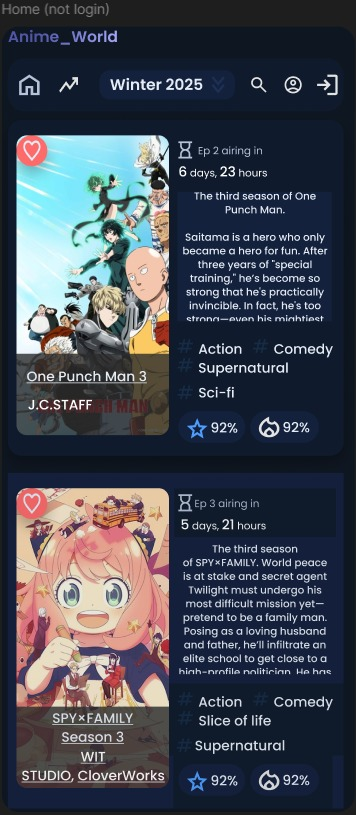 Home (not login)
Anime_World
Winter 2025
Ep 2 airing in
6 days, 23 hours
The third season of One
Punch Man.
Saitama is a hero who only
became a hero for fun. After
three years of "special
training," he's become so
strong that he's practically
invincible. In fact, he's too
strong—even his mightiest
# Action # Comedy
# Supernatural
# Sci-fi
92% 92%
One Punch Man 3
J.C.STAFF
Ep 3 airing in
5 days, 21 hours
The third season
of SPY×FAMILY. World peace
is at stake and secret agent
Twilight must undergo his
most difficult mission yet—
pretend to be a family man.
Posing as a loving husband
and father, he'll infiltrate an
elite school to get close to a
high-profile politician. He has
# Action # Comedy
# Slice of life
# Supernatural
92% 92%
SPY×FAMILY
Season 3
WIT
STUDIO, CloverWorks